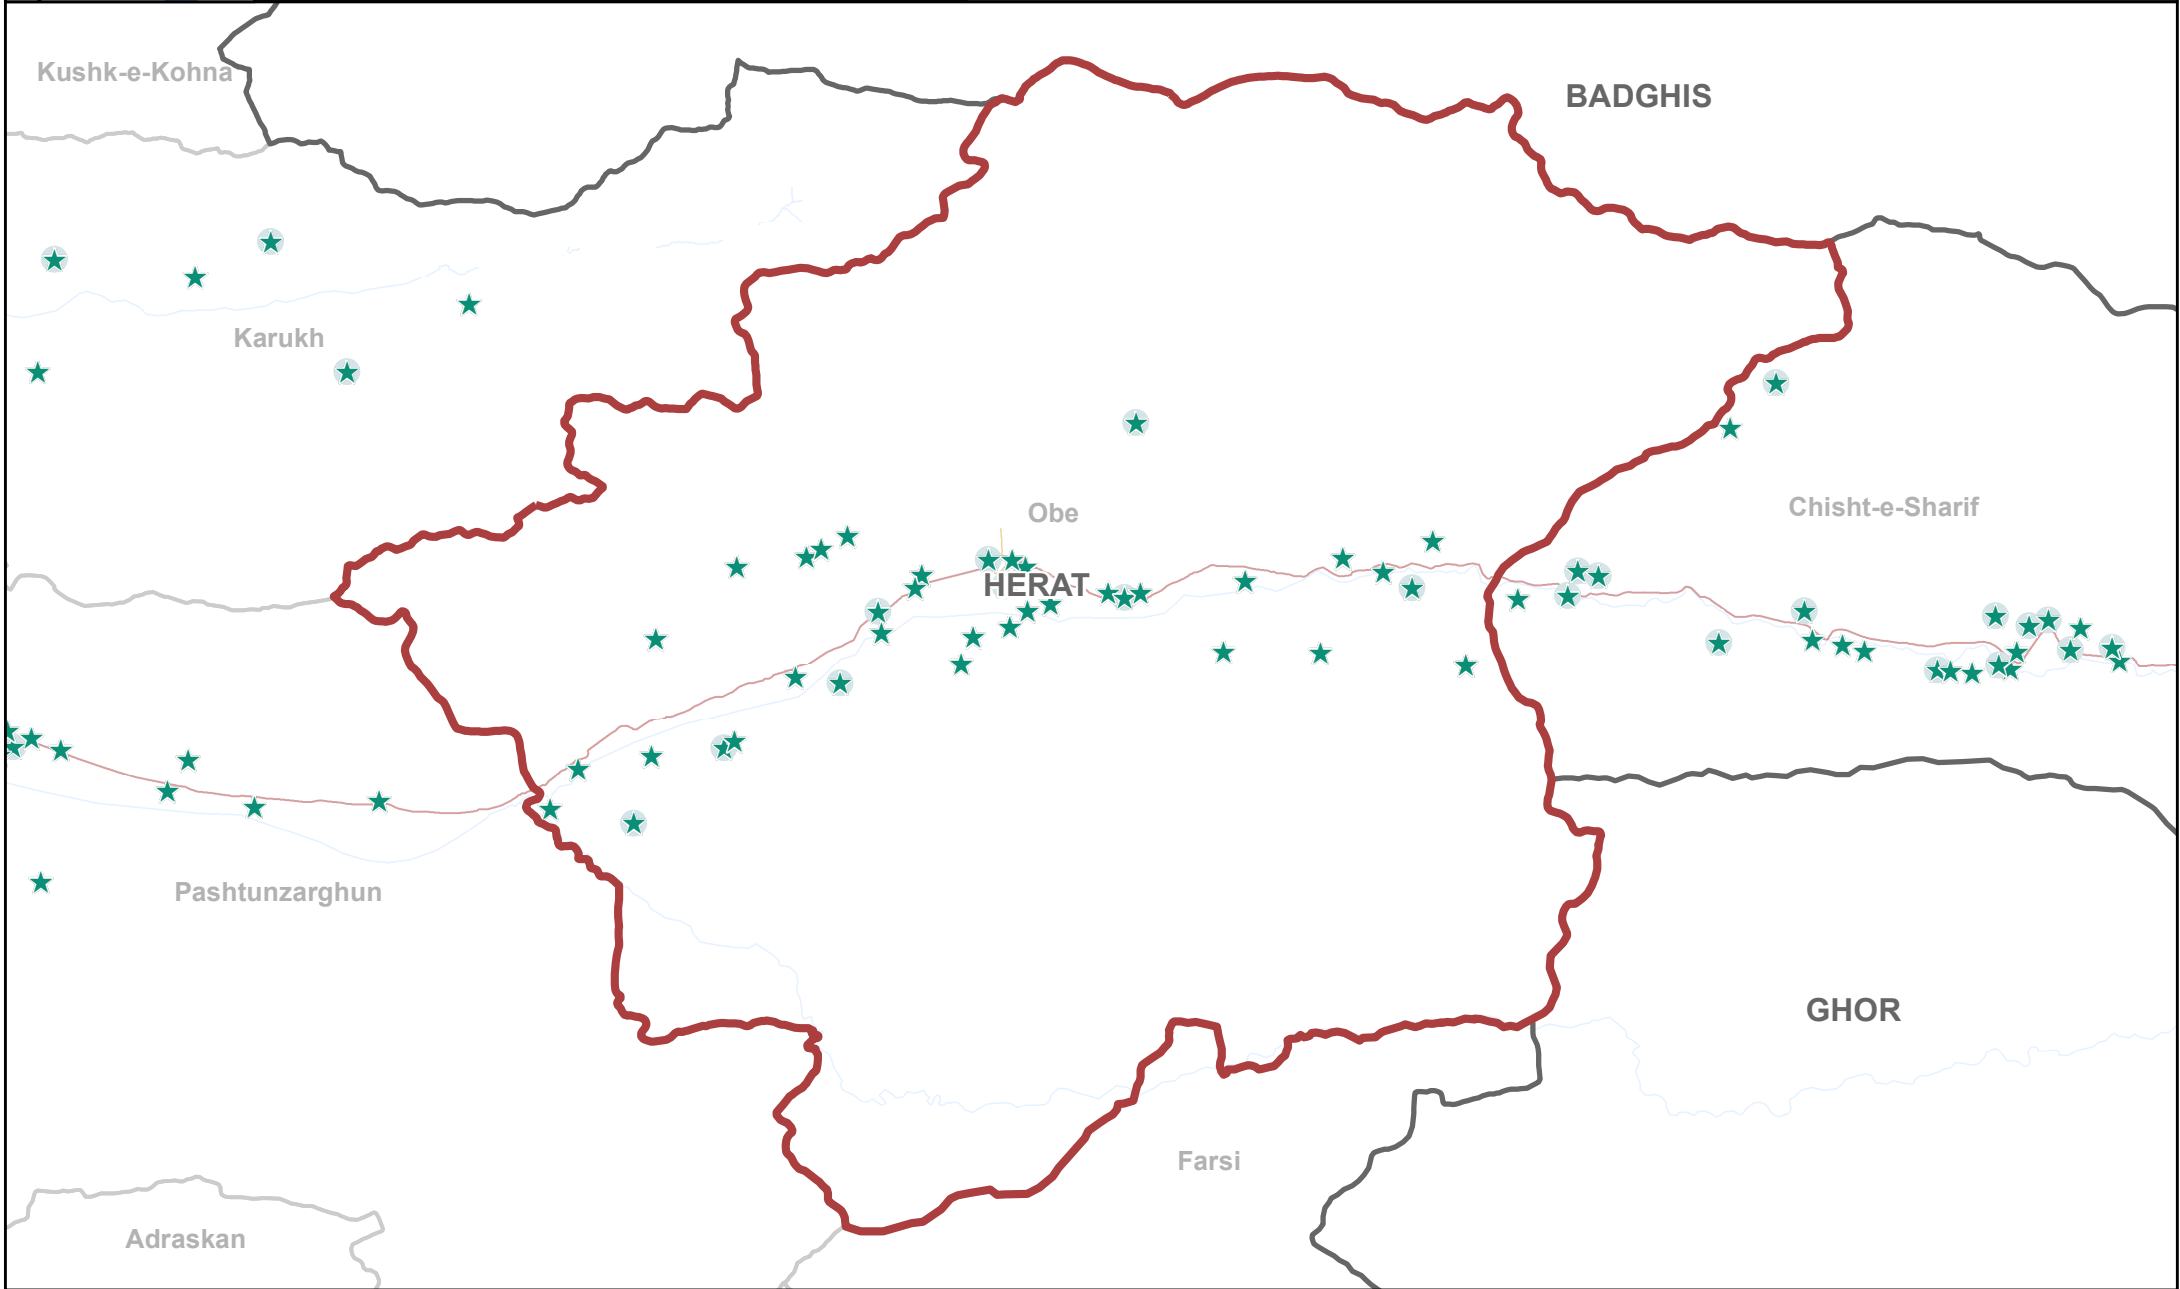 Kushk-e-Kohna
BADGHIS
Karukh
Obe
Chisht-e-Sharif
HERAT
Pashtunzarghun
GHOR
Farsi
Adraskan